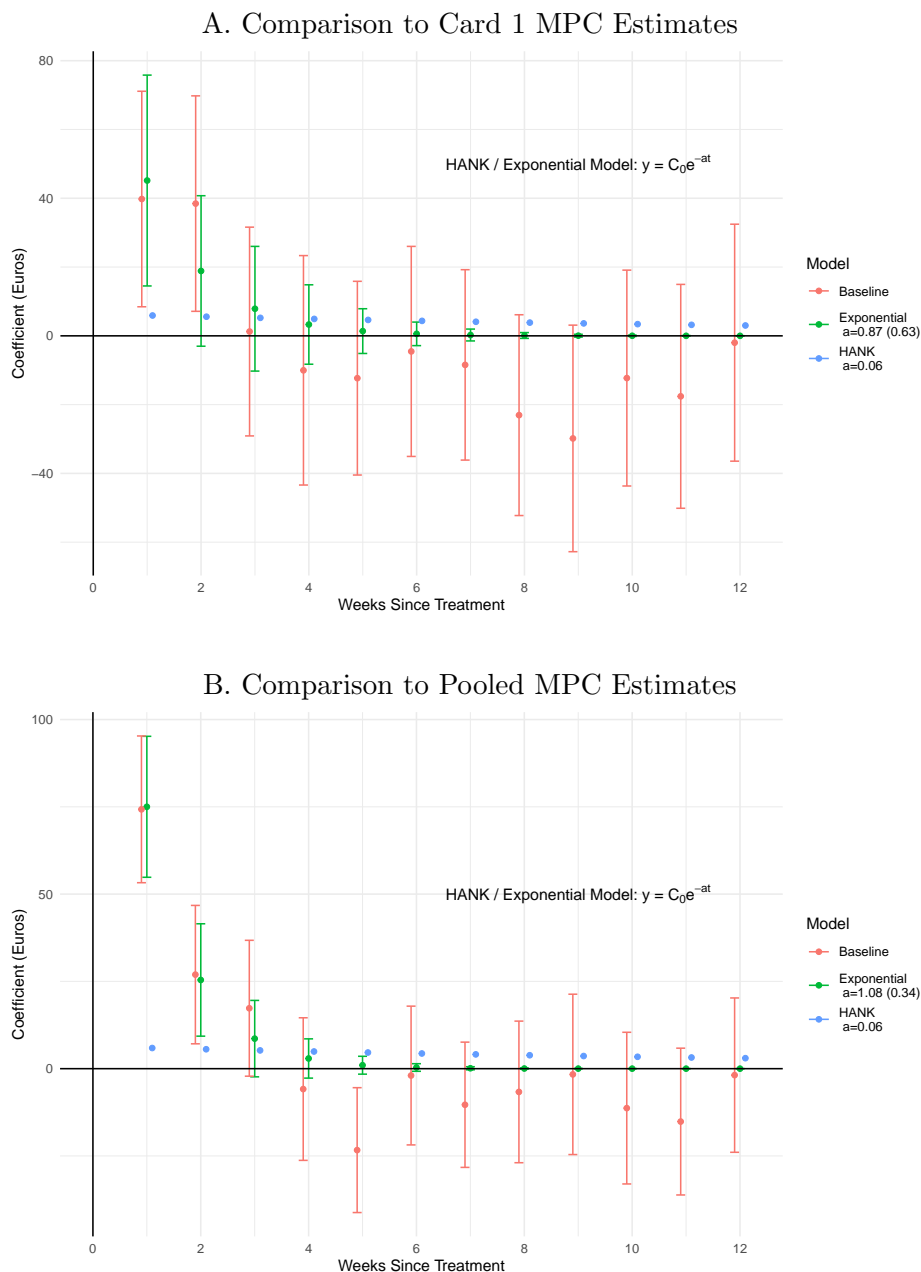 A. Comparison to Card 1 MPC Estimates
80
40
0
−40
Coefficient (Euros)
HANK / Exponential Model: y = C₀e⁻ᵃᵗ
0
2
4
6
8
10
12
Weeks Since Treatment
Model
Baseline
Exponential
a=0.87 (0.63)
HANK
a=0.06
B. Comparison to Pooled MPC Estimates
100
50
0
Coefficient (Euros)
HANK / Exponential Model: y = C₀e⁻ᵃᵗ
0
2
4
6
8
10
12
Weeks Since Treatment
Model
Baseline
Exponential
a=1.08 (0.34)
HANK
a=0.06